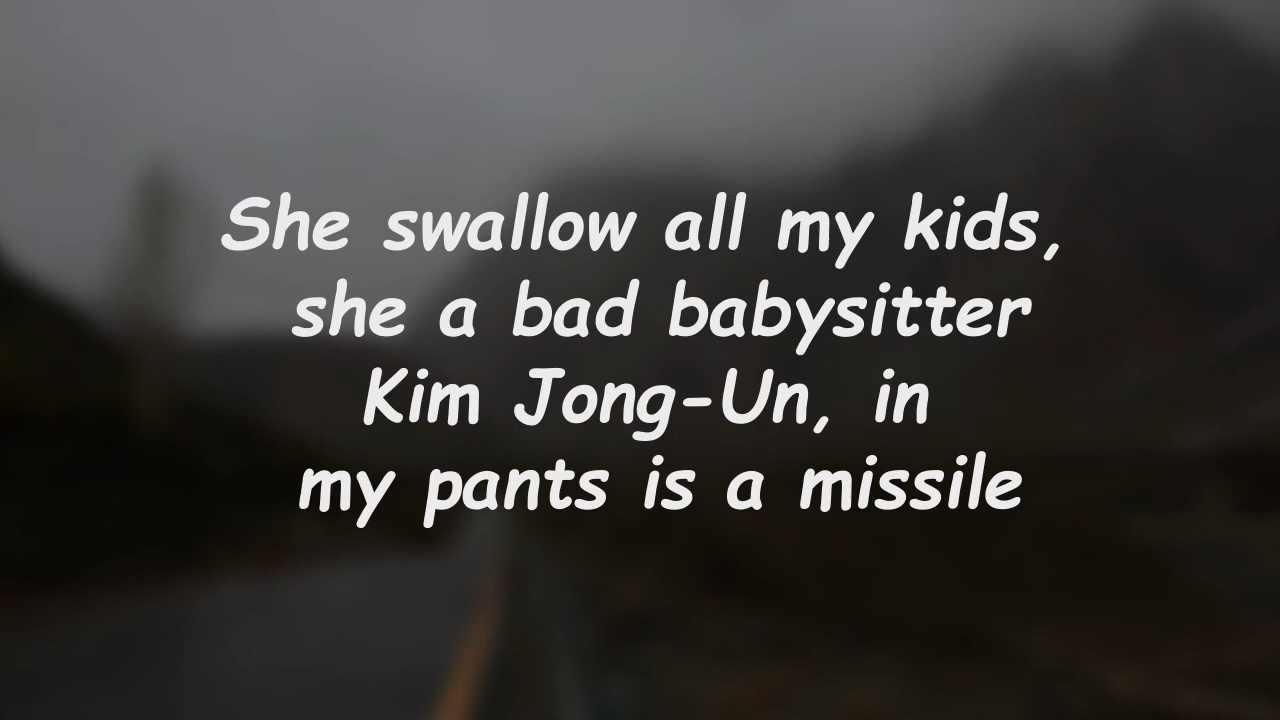 She swallow all my kids,
she a bad babysitter
Kim Jong-Un, in
my pants is a missile